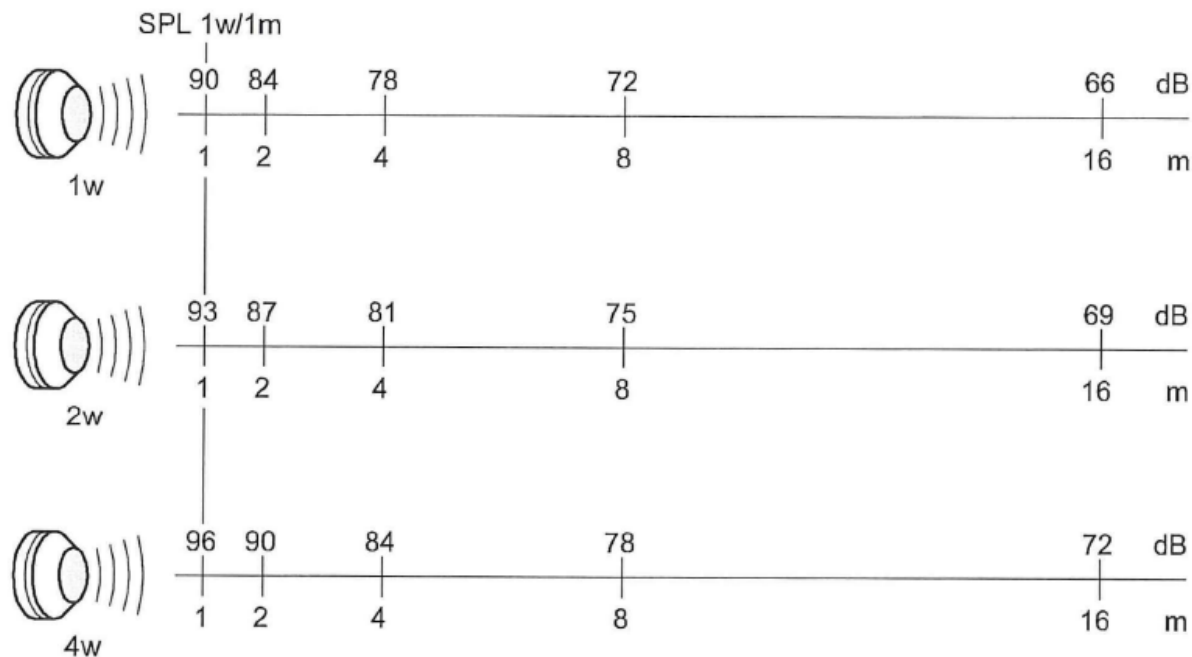 SPL 1w/1m
90 84 78 72 66 dB
1 2 4 8 16 m
1w
93 87 81 75 69 dB
1 2 4 8 16 m
2w
96 90 84 78 72 dB
1 2 4 8 16 m
4w